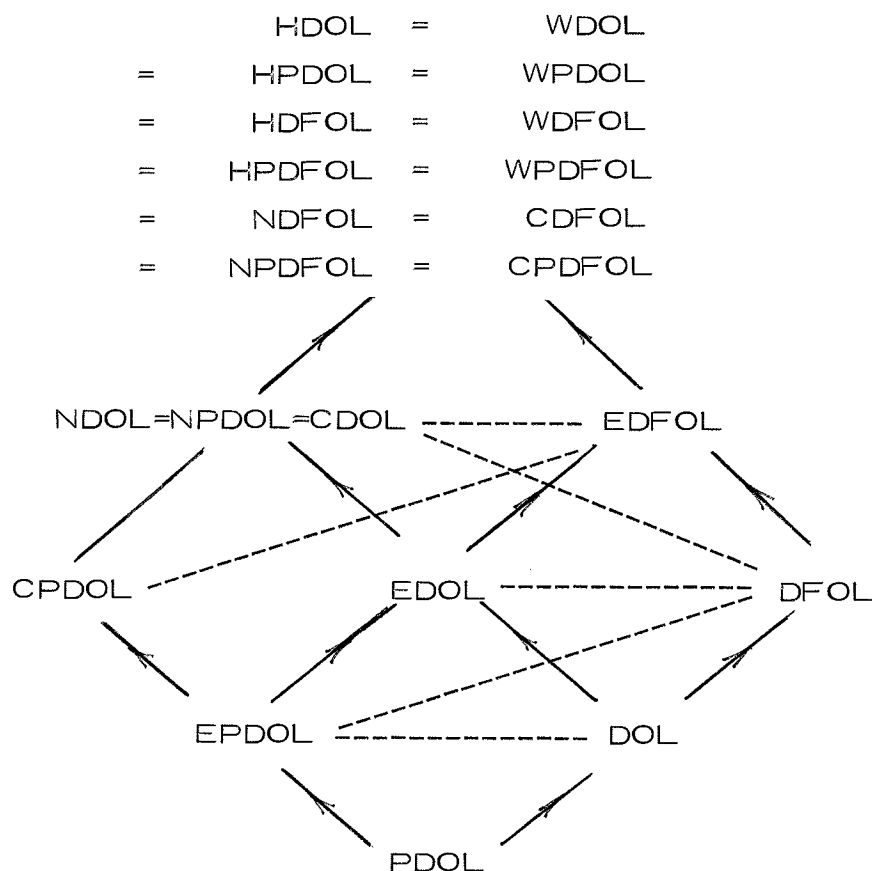 HDOL = WDOL
= HPDOL = WPDOL
= HDFOL = WDFOL
= HPDFOL = WPDFOL
= NDFOL = CDFOL
= NPDFOL = CPDFOL
NDOL=NPDOL=CDOL EDFOL
CPDOL EDOL DFOL
EPDOL DOL
PDOL